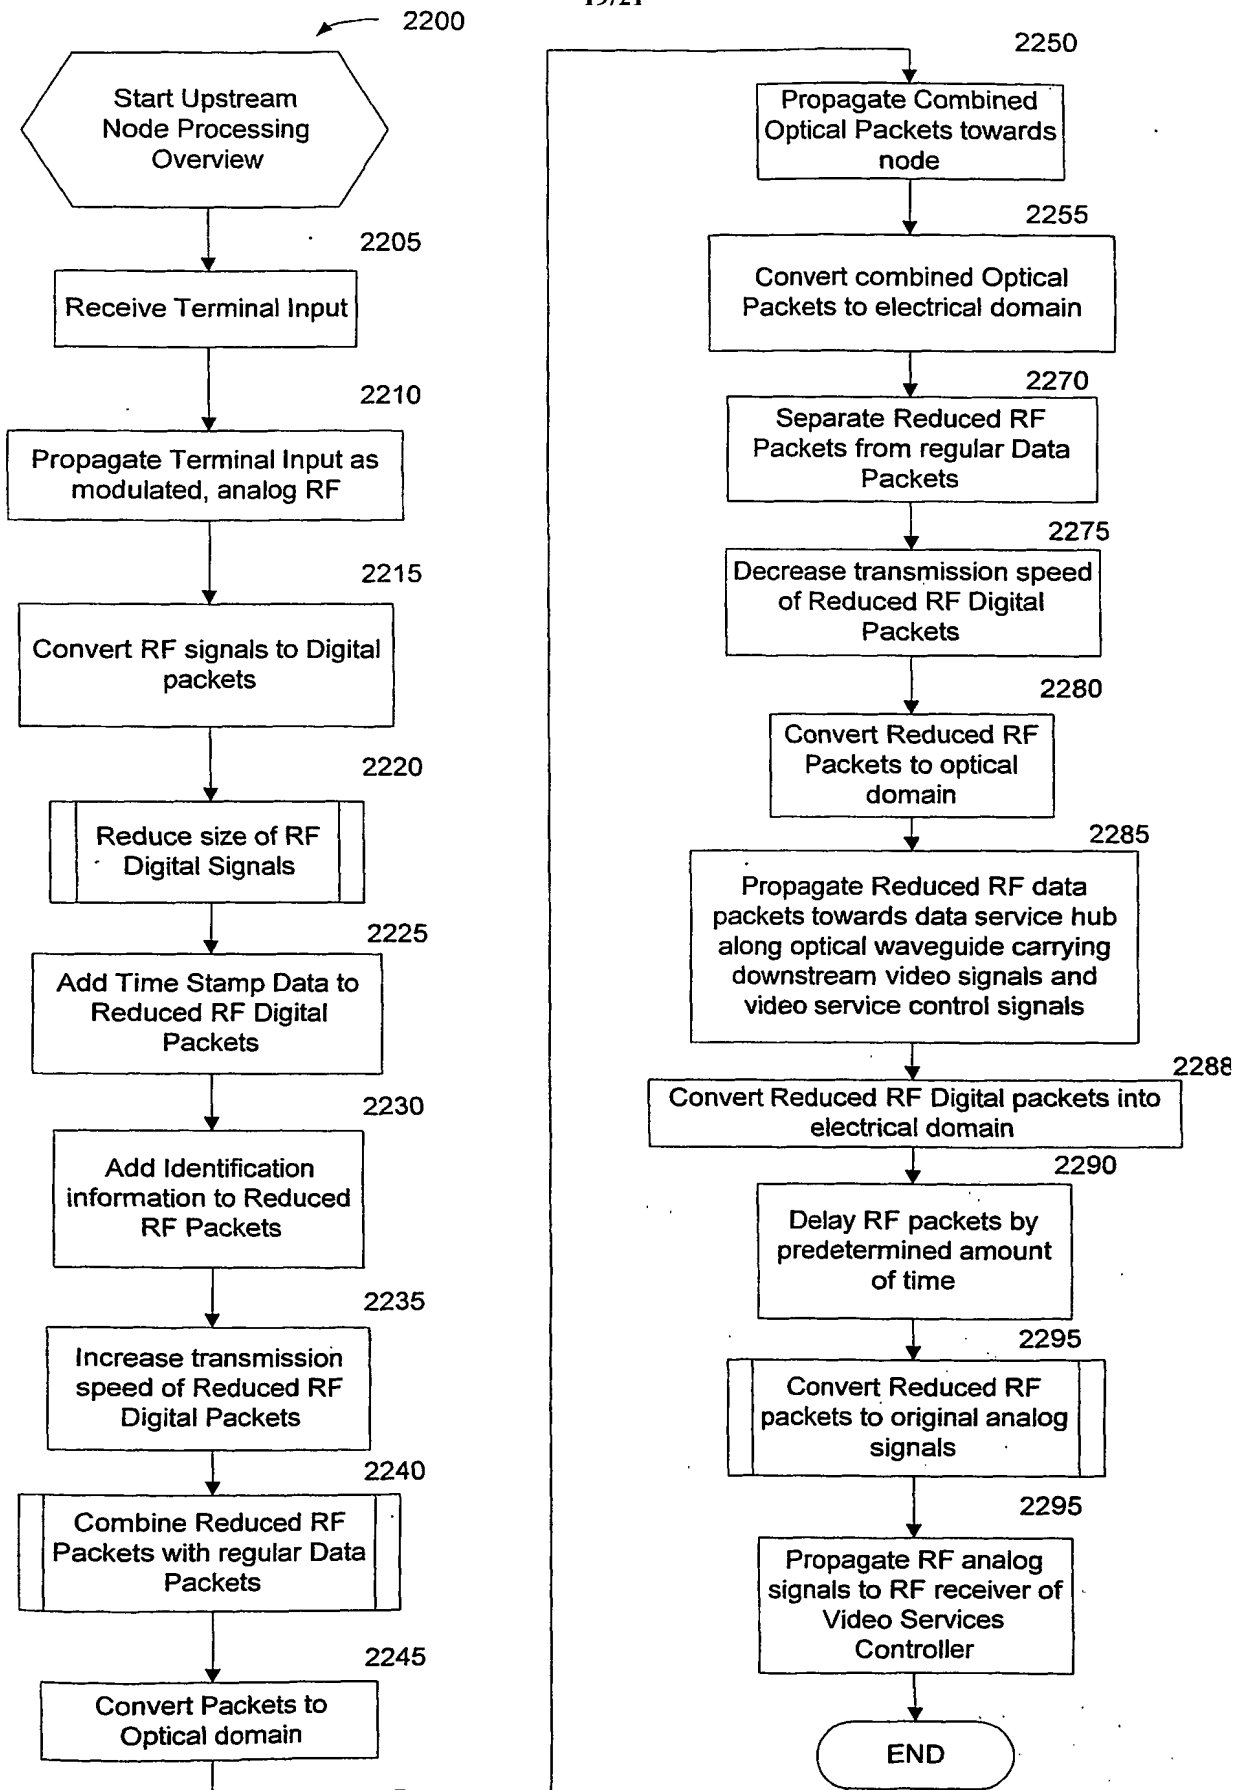 19/21
2200
Start Upstream
Node Processing
Overview
2205
Receive Terminal Input
2210
Propagate Terminal Input as
modulated, analog RF
2215
Convert RF signals to Digital
packets
2220
Reduce size of RF
Digital Signals
2225
Add Time Stamp Data to
Reduced RF Digital
Packets
2230
Add Identification
information to Reduced
RF Packets
2235
Increase transmission
speed of Reduced RF
Digital Packets
2240
Combine Reduced RF
Packets with regular Data
Packets
2245
Convert Packets to
Optical domain
2250
Propagate Combined
Optical Packets towards
node
2255
Convert combined Optical
Packets to electrical domain
2270
Separate Reduced RF
Packets from regular Data
Packets
2275
Decrease transmission speed
of Reduced RF Digital
Packets
2280
Convert Reduced RF
Packets to optical
domain
2285
Propagate Reduced RF data
packets towards data service hub
along optical waveguide carrying
downstream video signals and
video service control signals
2288
Convert Reduced RF Digital packets into
electrical domain
2290
Delay RF packets by
predetermined amount
of time
2295
Convert Reduced RF
packets to original analog
signals
2295
Propagate RF analog
signals to RF receiver of
Video Services
Controller
END